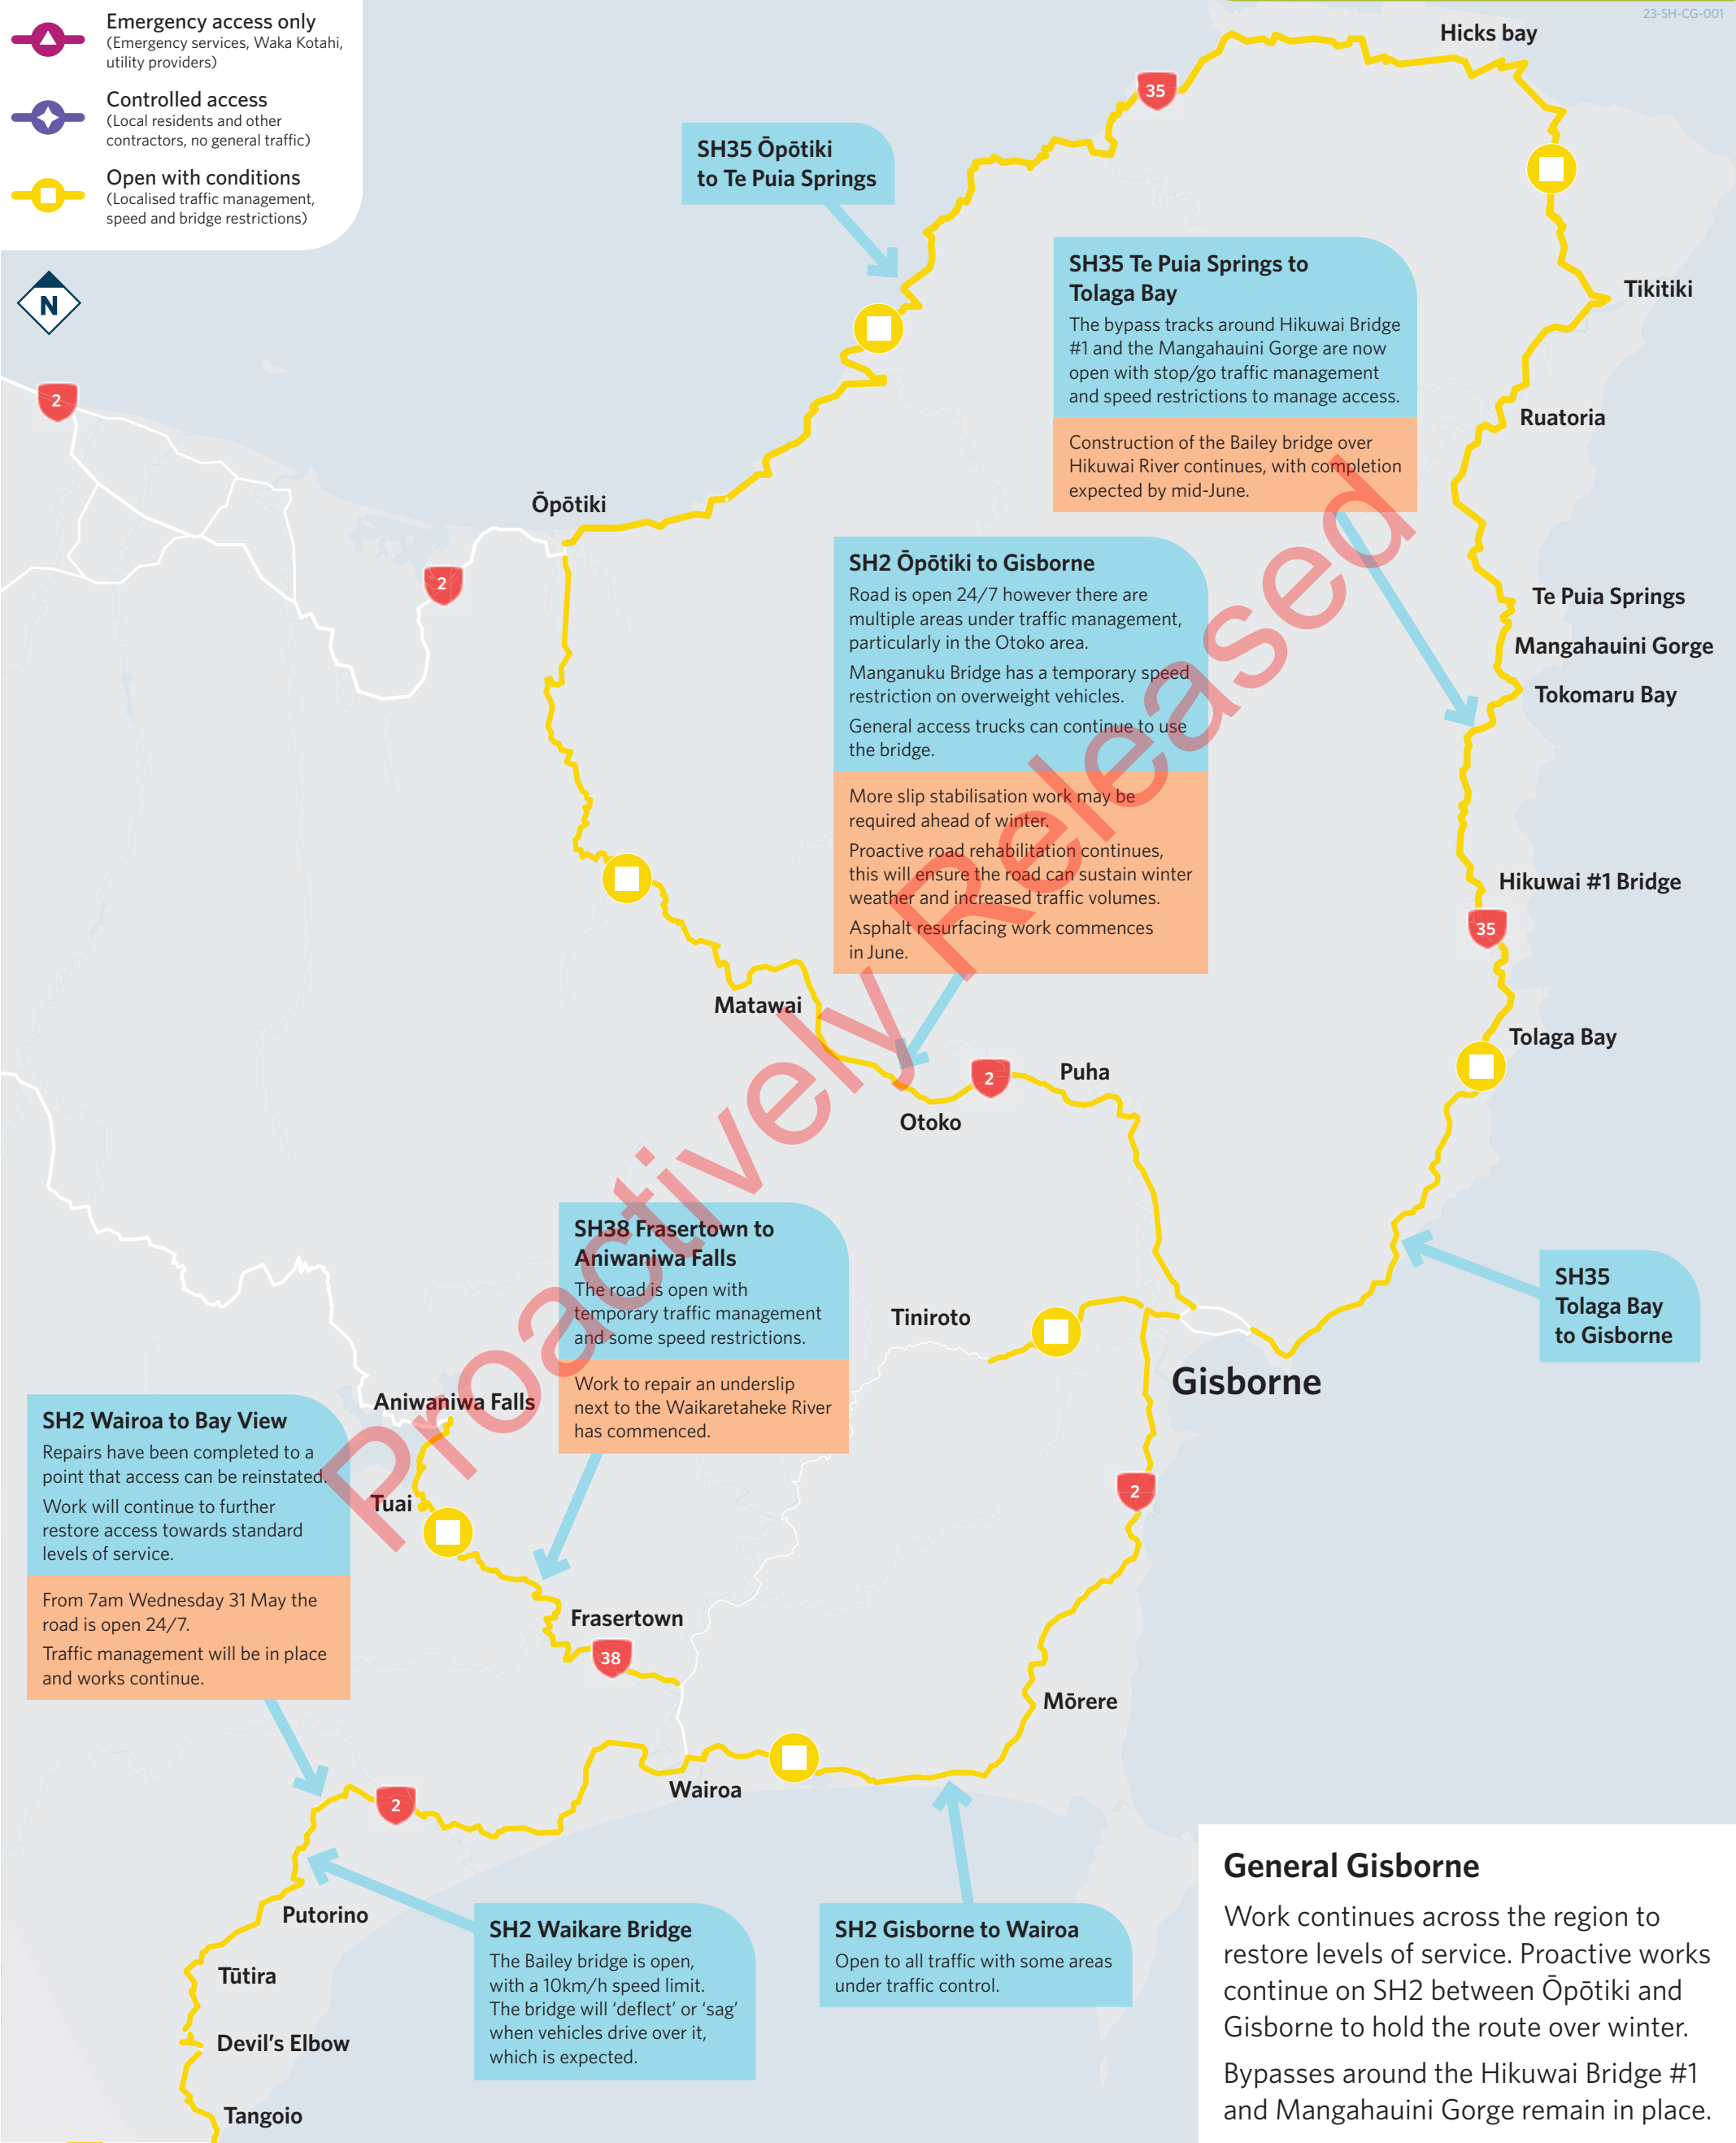 23-SH-CG-001
Emergency access only
(Emergency services, Waka Kotahi,
utility providers)
Controlled access
(Local residents and other
contractors, no general traffic)
Open with conditions
(Localised traffic management,
speed and bridge restrictions)
N
Hicks bay
35
SH35 Ōpōtiki
to Te Puia Springs
SH35 Te Puia Springs to
Tolaga Bay
The bypass tracks around Hikuwai Bridge
#1 and the Mangahauini Gorge are now
open with stop/go traffic management
and speed restrictions to manage access.
Construction of the Bailey bridge over
Hikuwai River continues, with completion
expected by mid-June.
Tikitiki
2
Ruatoria
Ōpōtiki
2
SH2 Ōpōtiki to Gisborne
Road is open 24/7 however there are
multiple areas under traffic management,
particularly in the Otoko area.
Manganuku Bridge has a temporary speed
restriction on overweight vehicles.
General access trucks can continue to use
the bridge.
More slip stabilisation work may be
required ahead of winter.
Proactive road rehabilitation continues,
this will ensure the road can sustain winter
weather and increased traffic volumes.
Asphalt resurfacing work commences
in June.
Te Puia Springs
Mangahauini Gorge
Tokomaru Bay
Hikuwai #1 Bridge
35
Matawai
Tolaga Bay
2
Puha
Otoko
Proactively Released
SH38 Frasertown to
Aniwaniwa Falls
The road is open with
temporary traffic management
and some speed restrictions.
Work to repair an underslip
next to the Waikaretaheke River
has commenced.
Tiniroto
SH35
Tolaga Bay
to Gisborne
Gisborne
Aniwaniwa Falls
SH2 Wairoa to Bay View
Repairs have been completed to a
point that access can be reinstated.
Work will continue to further
restore access towards standard
levels of service.
From 7am Wednesday 31 May the
road is open 24/7.
Traffic management will be in place
and works continue.
Tuai
2
Frasertown
38
Mōrere
Wairoa
2
Putorino
SH2 Waikare Bridge
The Bailey bridge is open,
with a 10km/h speed limit.
The bridge will ‘deflect’ or ‘sag’
when vehicles drive over it,
which is expected.
SH2 Gisborne to Wairoa
Open to all traffic with some areas
under traffic control.
Tūtira
Devil’s Elbow
Tangoio
General Gisborne
Work continues across the region to
restore levels of service. Proactive works
continue on SH2 between Ōpōtiki and
Gisborne to hold the route over winter.
Bypasses around the Hikuwai Bridge #1
and Mangahauini Gorge remain in place.